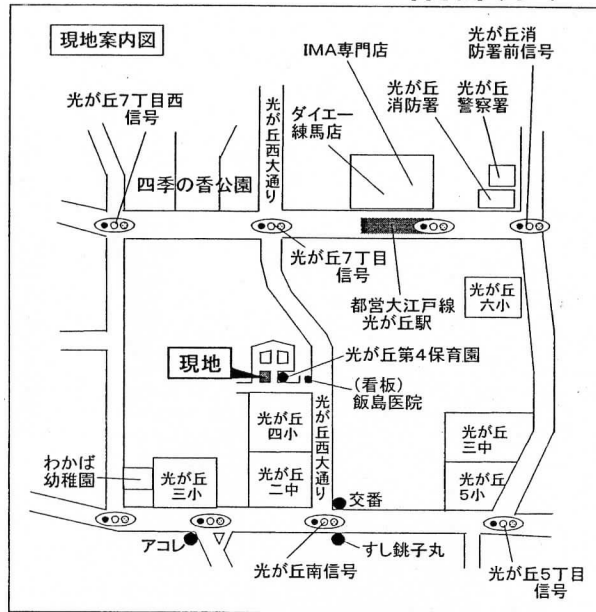 現地案内図
IMA専門店
光が丘消
防署前信号
光が丘7丁目西
信号
光が丘西大通り
ダイエー
練馬店
光が丘
消防署
光が丘
警察署
四季の香公園
光が丘7丁目
信号
都営大江戸線
光が丘駅
光が丘
六小
現地
光が丘第4保育園
(看板)
飯島医院
光が丘
四小
光が丘西大通り
光が丘
三中
わかば
幼稚園
光が丘
三小
光が丘
二中
光が丘
5小
交番
アコレ
すし銚子丸
光が丘南信号
光が丘5丁目
信号